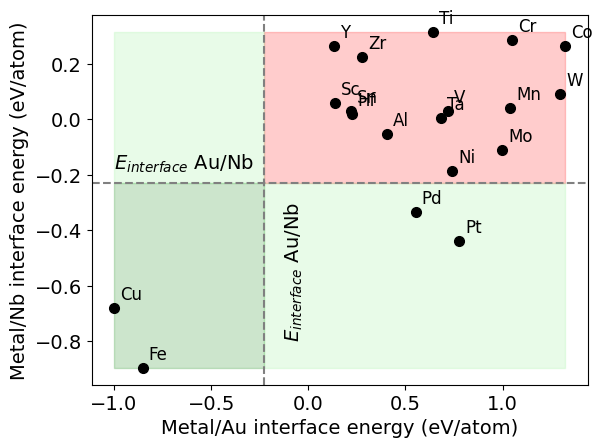 Metal/Nb interface energy (eV/atom)
0.2
0.0
−0.2
−0.4
−0.6
−0.8
Y
Zr
Ti
Cr
Co
Sc
Sn
Hf
Al
Ta
V
Mn
W
Mo
Ni
E_interface Au/Nb
E_interface Au/Nb
Pd
Pt
Cu
Fe
−1.0
−0.5
0.0
0.5
1.0
Metal/Au interface energy (eV/atom)